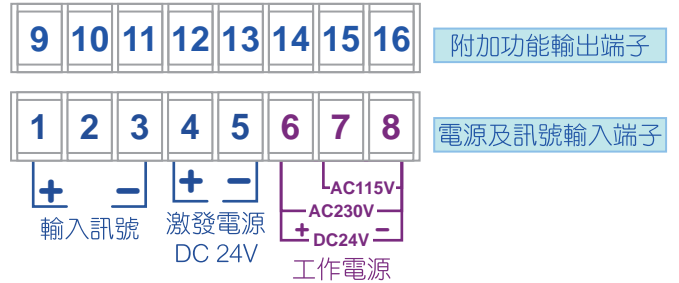 9 10 11 12 13 14 15 16 附加功能輸出端子
1 2 3 4 5 6 7 8 電源及訊號輸入端子
+ − + − AC115V
AC230V
輸入訊號 激發電源 + DC24V −
DC 24V
工作電源